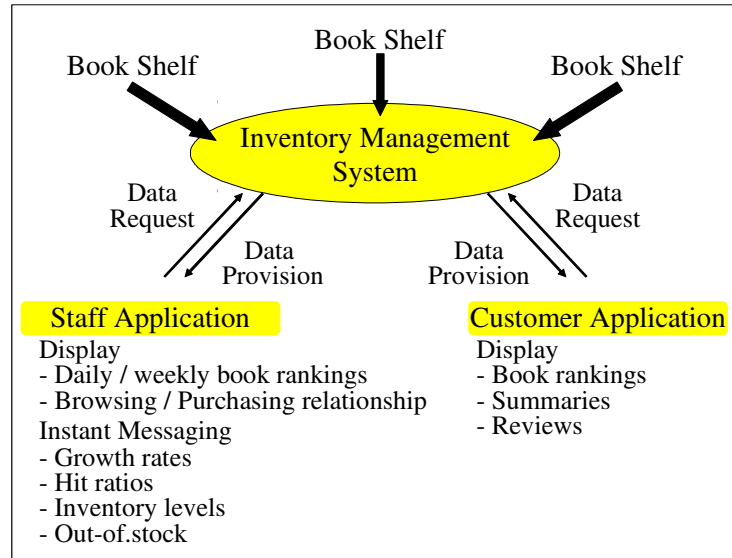 Book Shelf
Book Shelf
Book Shelf
Inventory Management
System
Data
Request
Data
Provision
Data
Provision
Data
Request
Staff Application
Display
- Daily / weekly book rankings
- Browsing / Purchasing relationship
Instant Messaging
- Growth rates
- Hit ratios
- Inventory levels
- Out-of.stock
Customer Application
Display
- Book rankings
- Summaries
- Reviews